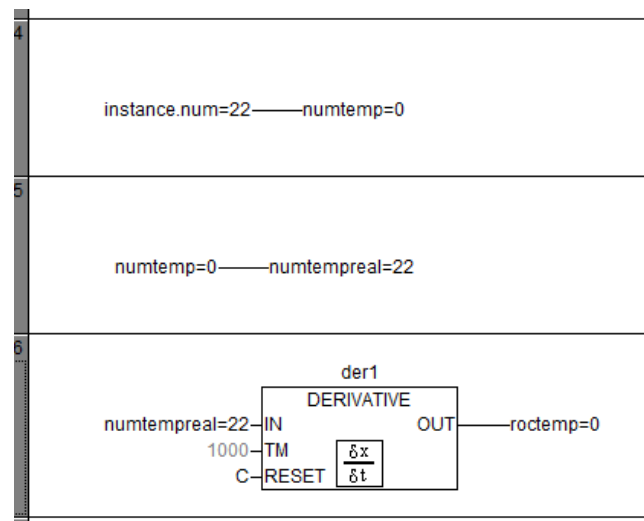 4
instance.num=22 numtemp=0
5
numtemp=0 numtempreal=22
6
der1
DERIVATIVE
numtempreal=22 IN OUT roctemp=0
1000 TM δx
C RESET δt